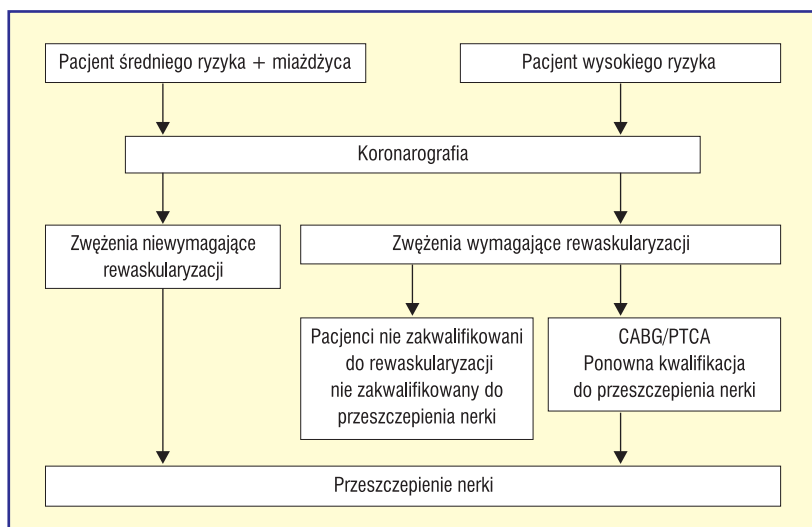 Pacjent średniego ryzyka + miażdżyca
Pacjent wysokiego ryzyka
Koronarografia
Zwężenia niewymagające
rewaskularyzacji
Zwężenia wymagające rewaskularyzacji
Pacjenci nie zakwalifikowani
do rewaskularyzacji
nie zakwalifikowany do
przeszczepienia nerki
CABG/PTCA
Ponowna kwalifikacja
do przeszczepienia nerki
Przeszczepienie nerki